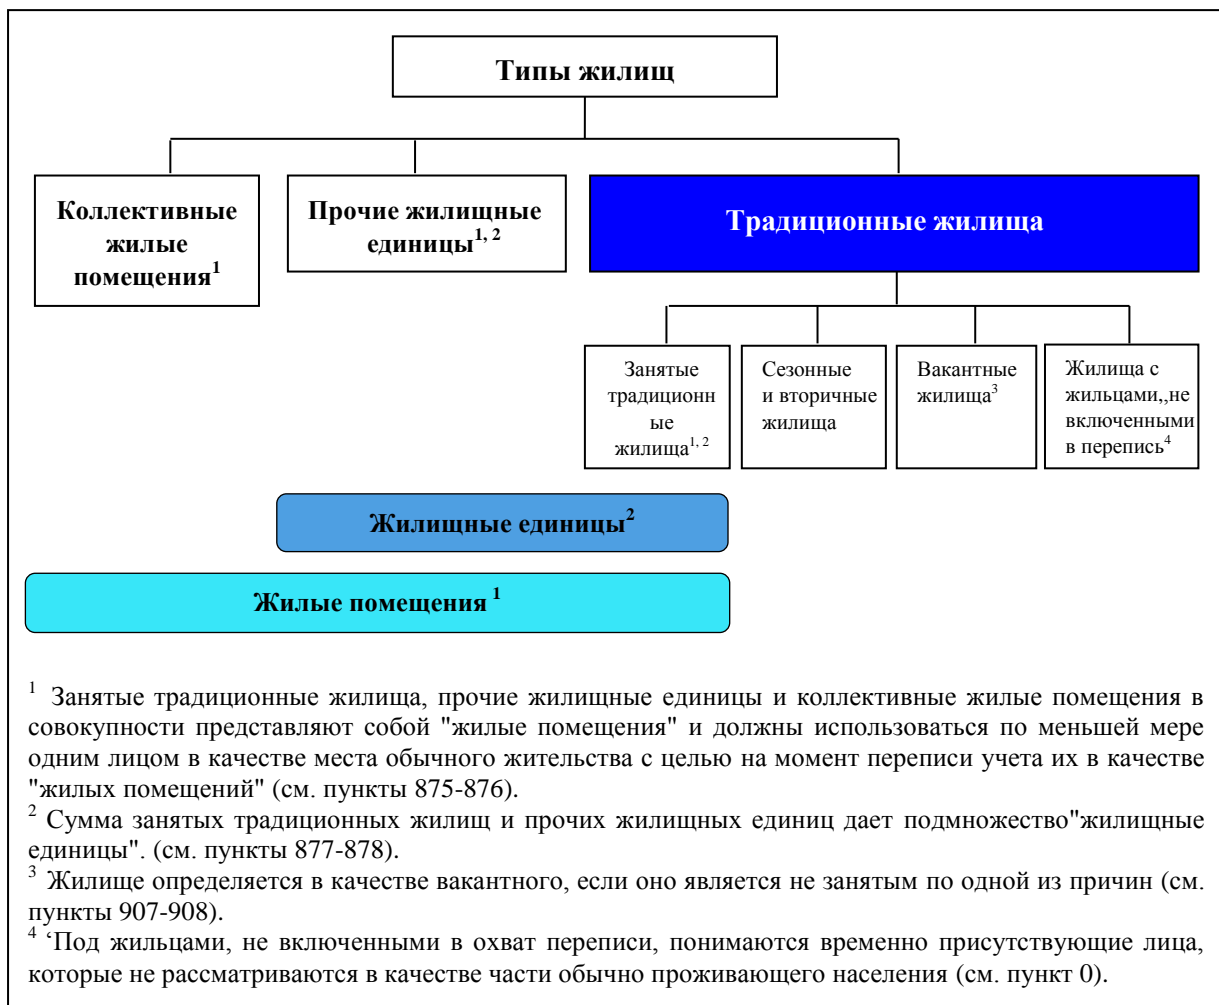 Типы жилищ
Коллективные
жилые
помещения1
Прочие жилищные
единицы1, 2
Традиционные жилища
Занятые
традиционн
ые
жилища1, 2
Сезонные
и вторичные
жилища
Вакантные
жилища3
Жилища с
жильцами,,не
включенными
в перепись4
Жилищные единицы2
Жилые помещения 1
1 Занятые традиционные жилища, прочие жилищные единицы и коллективные жилые помещения в
совокупности представляют собой "жилые помещения" и должны использоваться по меньшей мере
одним лицом в качестве места обычного жительства с целью на момент переписи учета их в качестве
"жилых помещений" (см. пункты 875-876).
2 Сумма занятых традиционных жилищ и прочих жилищных единиц дает подмножество"жилищные
единицы". (см. пункты 877-878).
3 Жилище определяется в качестве вакантного, если оно является не занятым по одной из причин (см.
пункты 907-908).
4 ‘Под жильцами, не включенными в охват переписи, понимаются временно присутствующие лица,
которые не рассматриваются в качестве части обычно проживающего населения (см. пункт 0).